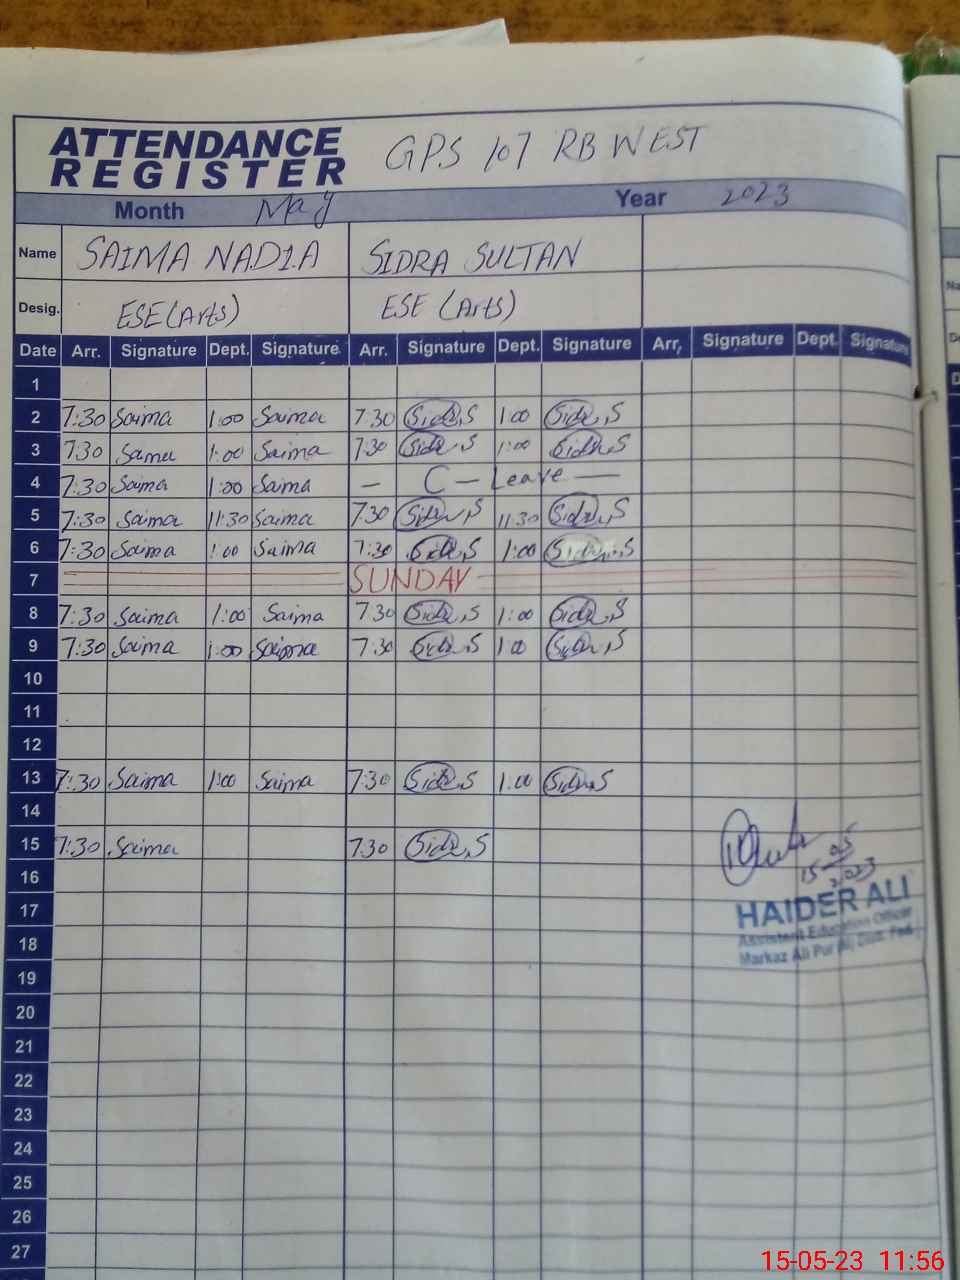 ATTENDANCE REGISTER GPS 107 RB WEST
Month May Year 2023
Name SAIMA NADIA SIDRA SULTAN
Desig. ESE (Arts) ESE (Arts)
Date Arr. Signature Dept. Signature Arr. Signature Dept. Signature Arr, Signature Dept. Signature
1
2 7:30 Saima 1:00 Saima 7:30 Sidra,S 1:00 Sidra,S
3 7:30 Sama 1:00 Saima 7:30 Sidra,S 1:00 Sidra,S
4 7:30 Saima 1:00 Saima — C — Leave —
5 7:30 Saima 11:30 Saima 7:30 Sidra,S 11:30 Sidra,S
6 7:30 Saima 1:00 Saima 7:30 Sidra,S 1:00 Sidra,S
7 SUNDAY
8 7:30 Saima 1:00 Saima 7:30 Sidra,S 1:00 Sidra,S
9 7:30 Saima 1:00 Saima 7:30 Sidra,S 1:00 Sidra,S
10
11
12
13 7:30 Saima 1:00 Saima 7:30 Sidra,S 1:00 Sidra,S
14
15 7:30 Saima 7:30 Sidra,S
15 05 2023
16
17
HAIDER ALI
Assistent Education Officer
18
Markaz Ali Pur
19
20
21
22
23
24
25
26
27
15-05-23 11:56